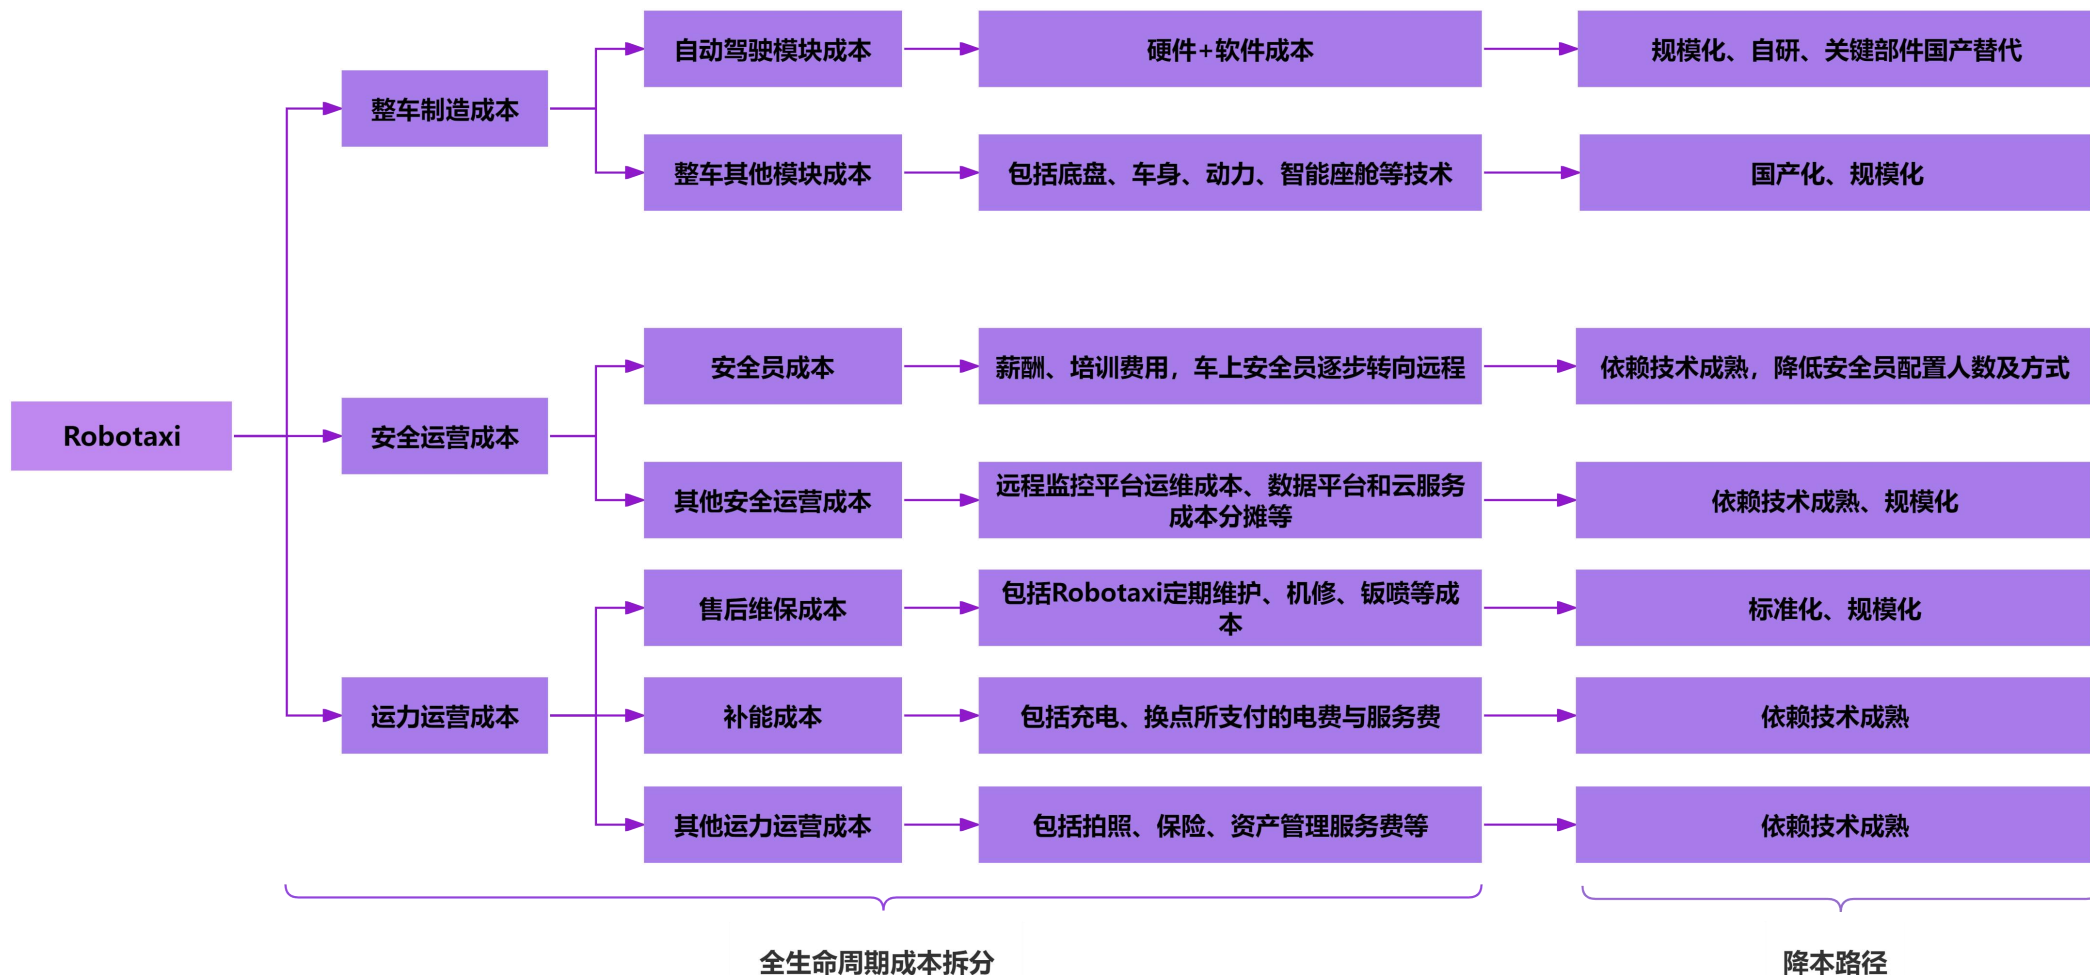 Robotaxi
整车制造成本
自动驾驶模块成本
硬件+软件成本
规模化、自研、关键部件国产替代
整车其他模块成本
包括底盘、车身、动力、智能座舱等技术
国产化、规模化
安全运营成本
安全员成本
薪酬、培训费用，车上安全员逐步转向远程
依赖技术成熟，降低安全员配置人数及方式
其他安全运营成本
远程监控平台运维成本、数据平台和云服务
成本分摊等
依赖技术成熟、规模化
运力运营成本
售后维保成本
包括Robotaxi定期维护、机修、钣喷等成
本
标准化、规模化
补能成本
包括充电、换点所支付的电费与服务费
依赖技术成熟
其他运力运营成本
包括拍照、保险、资产管理服务费等
依赖技术成熟
全生命周期成本拆分
降本路径